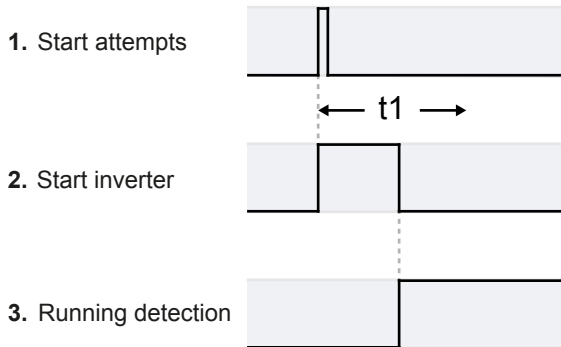 1. Start attempts
t1
2. Start inverter
3. Running detection